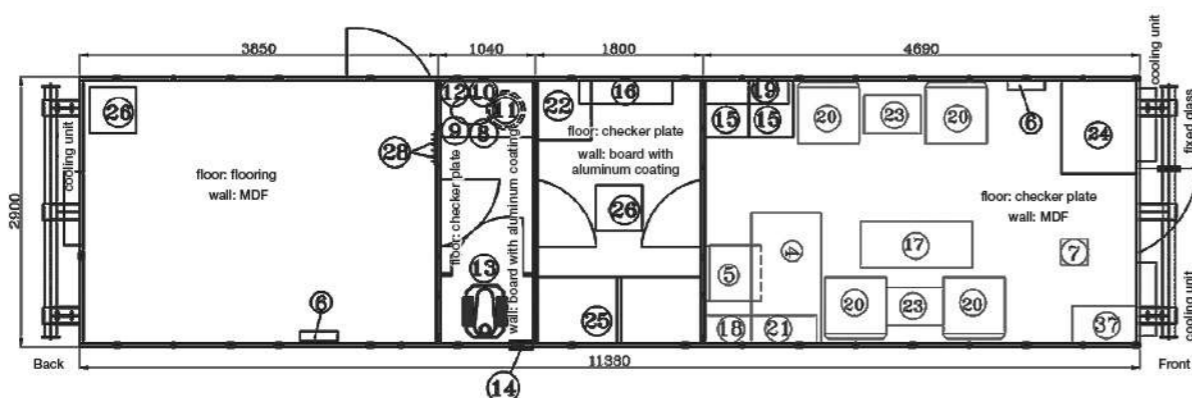 3850
1040
1800
4690
cooling unit
fixed glass
cooling unit
26
cooling unit
12
10
11
9
8
28
floor: flooring
wall: MDF
floor: checker plate
wall: board with aluminum coating
22
16
floor: checker plate
wall: board with
aluminum coating
26
19
15
15
20
23
20
6
24
floor: checker plate
wall: MDF
2900
13
4
5
17
7
6
25
20
23
20
18
21
37
Back
11380
Front
14